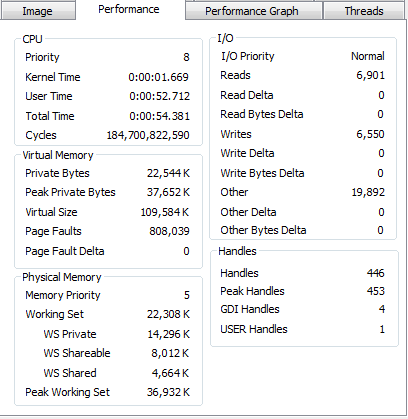 Image Performance Performance Graph Threads
CPU
Priority 8
Kernel Time 0:00:01.669
User Time 0:00:52.712
Total Time 0:00:54.381
Cycles 184,700,822,590
Virtual Memory
Private Bytes 22,544 K
Peak Private Bytes 37,652 K
Virtual Size 109,584 K
Page Faults 808,039
Page Fault Delta 0
Physical Memory
Memory Priority 5
Working Set 22,308 K
WS Private 14,296 K
WS Shareable 8,012 K
WS Shared 4,664 K
Peak Working Set 36,932 K
I/O
I/O Priority Normal
Reads 6,901
Read Delta 0
Read Bytes Delta 0
Writes 6,550
Write Delta 0
Write Bytes Delta 0
Other 19,892
Other Delta 0
Other Bytes Delta 0
Handles
Handles 446
Peak Handles 453
GDI Handles 4
USER Handles 1